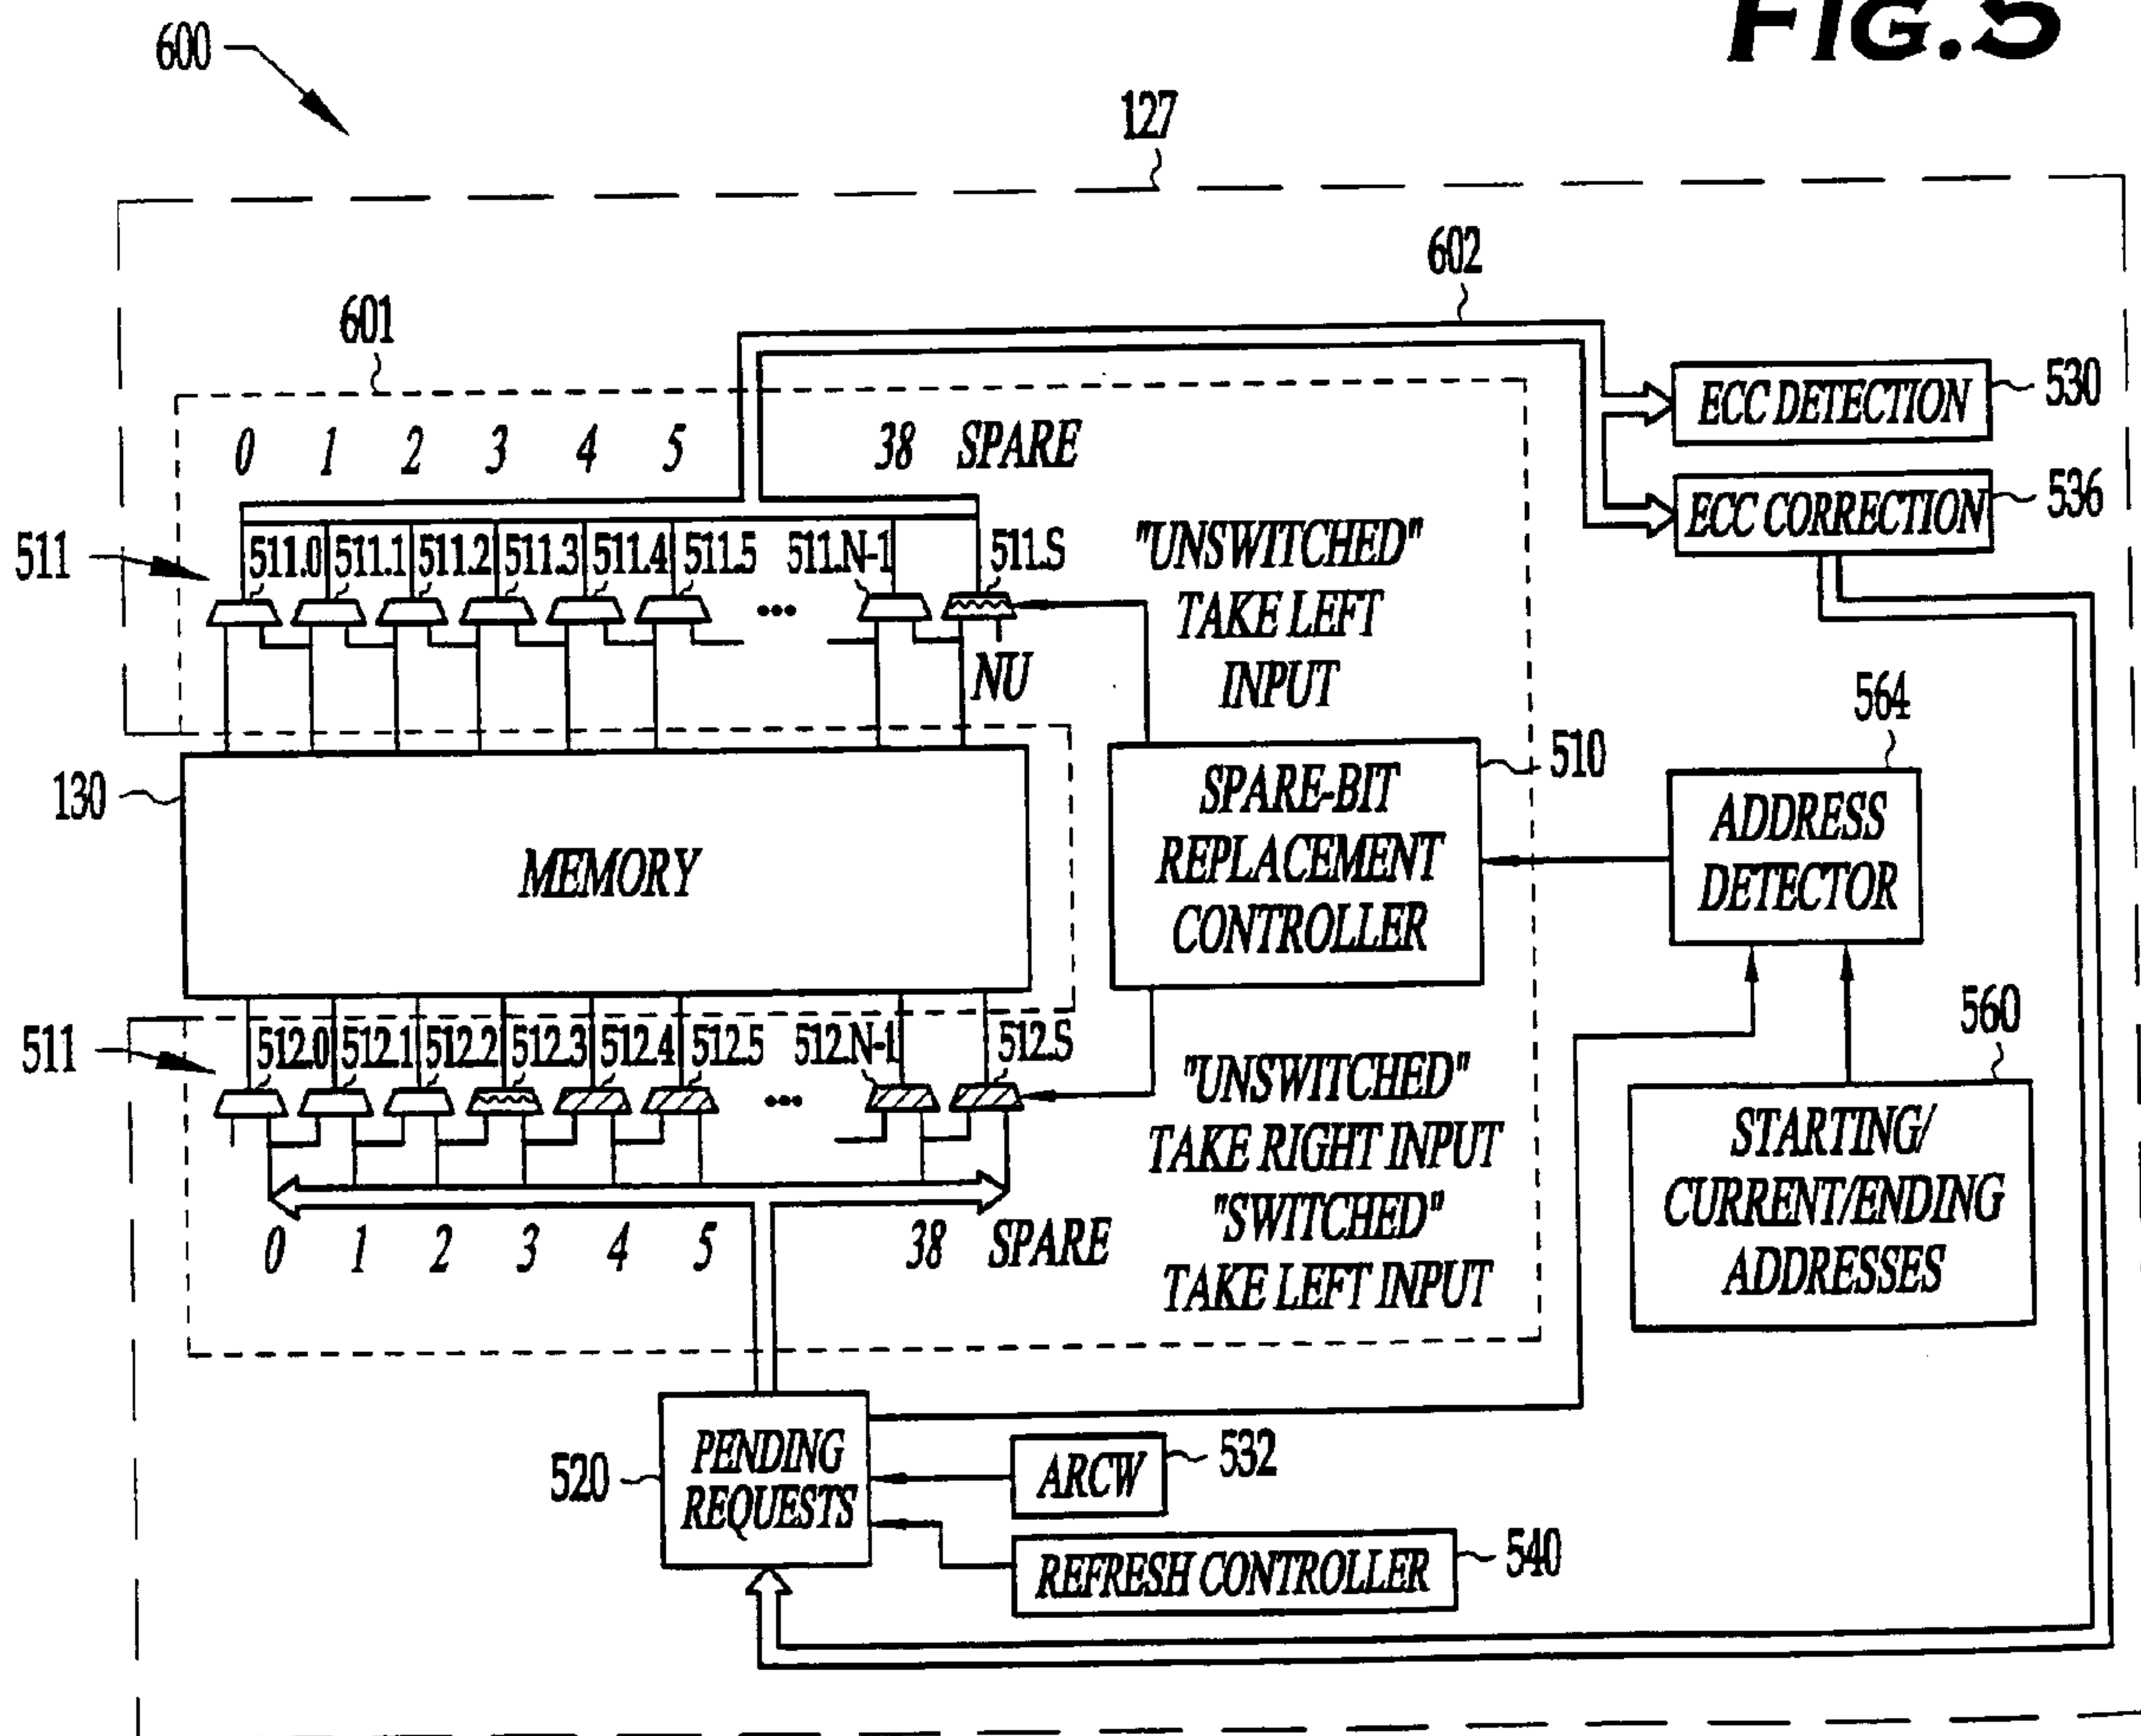 FIG.5
600
127
602
601
ECC DETECTION
530
0 1 2 3 4 5 38 SPARE
ECC CORRECTION
536
511
511.0 511.1 511.2 511.3 511.4 511.5 511.N-1 511.S
"UNSWITCHED"
TAKE LEFT
INPUT
NU
564
130
MEMORY
SPARE-BIT
REPLACEMENT
CONTROLLER
510
ADDRESS
DETECTOR
560
511
512.0 512.1 512.2 512.3 512.4 512.5 512.N-1 512.S
"UNSWITCHED"
TAKE RIGHT INPUT
"SWITCHED"
TAKE LEFT INPUT
STARTING/
CURRENT/ENDING
ADDRESSES
0 1 2 3 4 5 38 SPARE
520
PENDING
REQUESTS
ARCW
532
REFRESH CONTROLLER
540